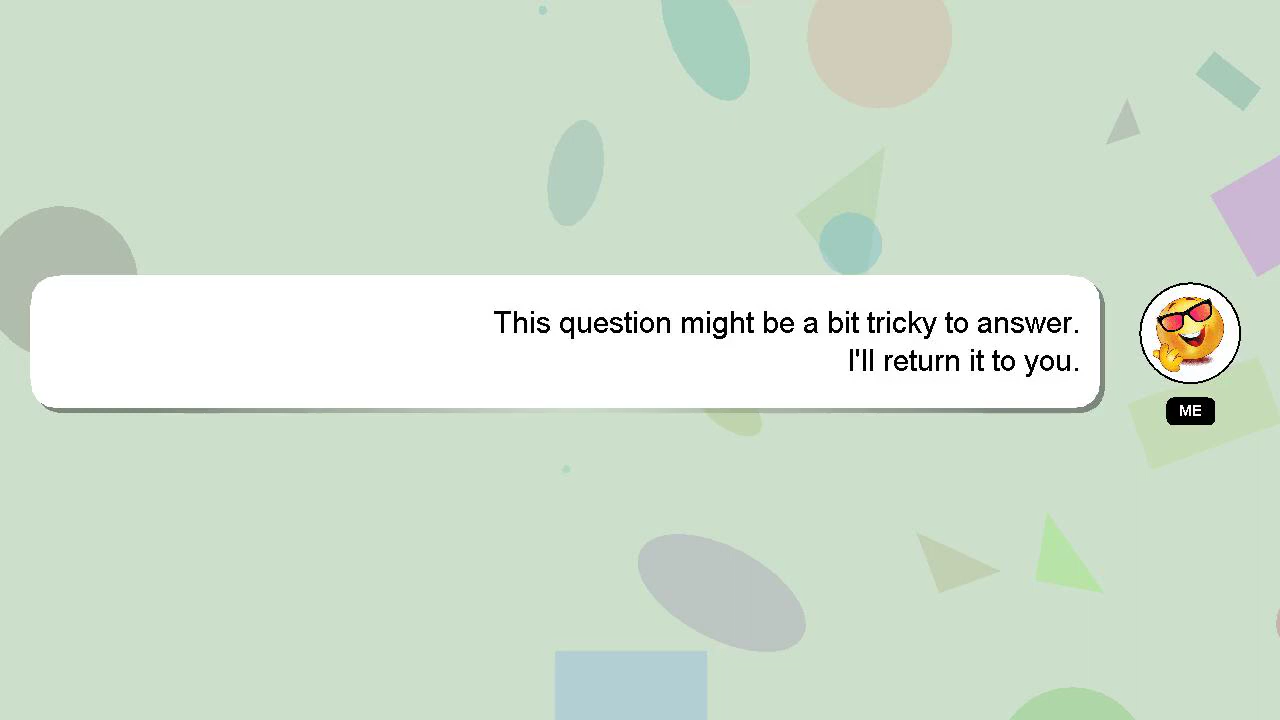 This question might be a bit tricky to answer.
I'll return it to you.
ME